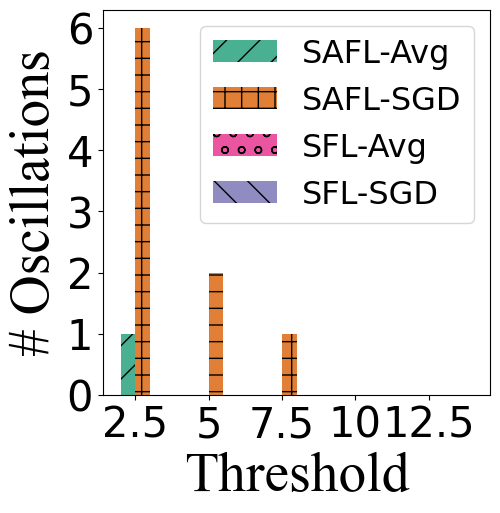 # Oscillations
6
5
4
3
2
1
0
SAFL-Avg
SAFL-SGD
SFL-Avg
SFL-SGD
2.5 5 7.5 10 12.5
Threshold